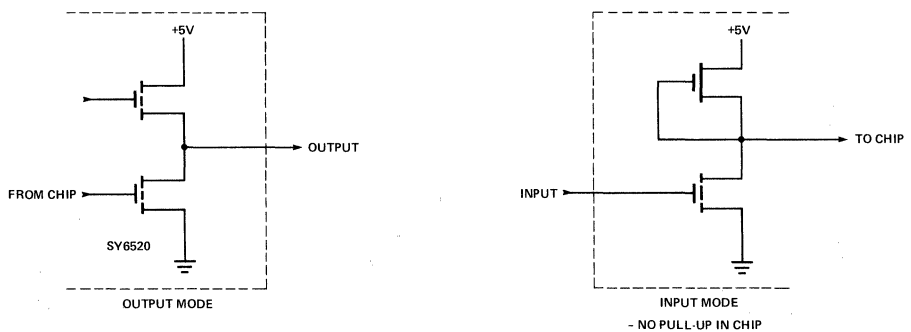 +5V
OUTPUT
FROM CHIP
SY6520
OUTPUT MODE
+5V
TO CHIP
INPUT
INPUT MODE
– NO PULL-UP IN CHIP